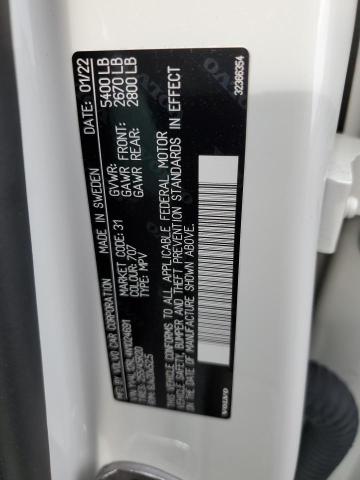 MFD. BY VOLVO CAR CORPORATION
MADE IN SWEDEN
DATE: 01/22
MARKET CODE: 31
COLOUR: 707
TYPE: MPV
GVWR: 5400 LB
GAWR FRONT: 2670 LB
GAWR REAR: 2800 LB
THIS VEHICLE CONFORMS TO ALL APPLICABLE FEDERAL MOTOR
VEHICLE SAFETY, BUMPER AND THEFT PREVENTION STANDARDS IN EFFECT
ON THE DATE OF MANUFACTURE SHOWN ABOVE.
VOLVO
32386354